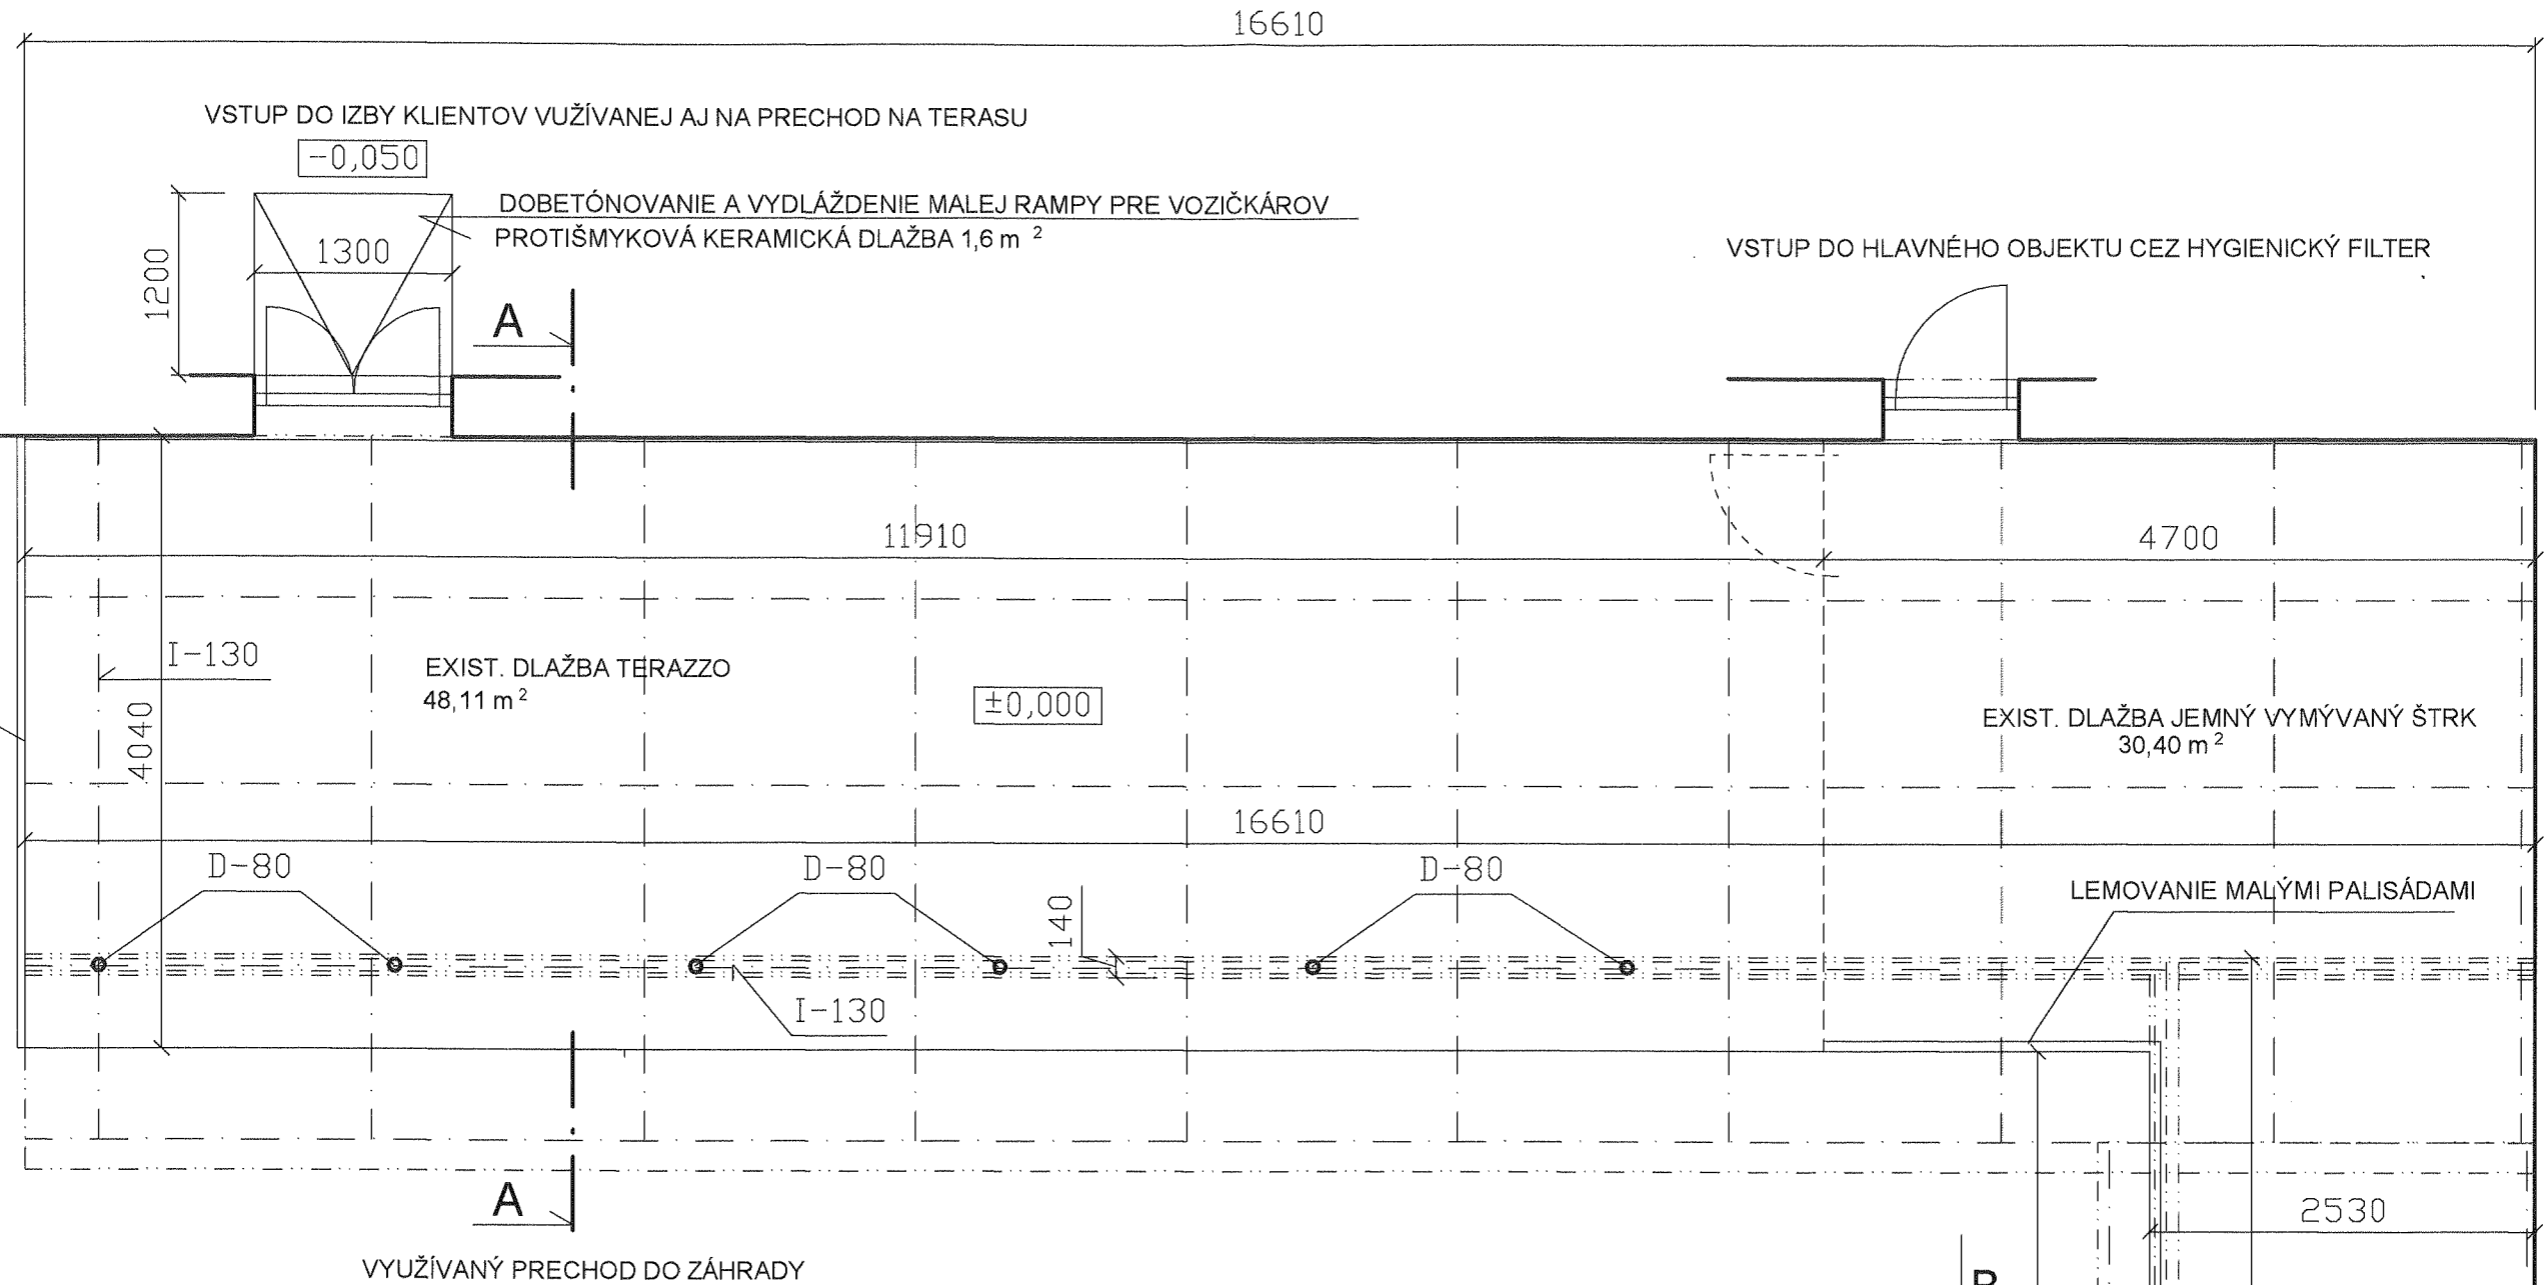 16610
VSTUP DO IZBY KLIENTOV VUŽÍVANEJ AJ NA PRECHOD NA TERASU
-0,050
DOBETÓNOVANIE A VYDLÁŽDENIE MALEJ RAMPY PRE VOZIČKÁROV
PROTIŠMYKOVÁ KERAMICKÁ DLAŽBA 1,6 m ²
1300
1200
VSTUP DO HLAVNÉHO OBJEKTU CEZ HYGIENICKÝ FILTER
A
11910
4700
I-130
EXIST. DLAŽBA TERAZZO
48,11 m ²
±0,000
4040
EXIST. DLAŽBA JEMNÝ VYMÝVANÝ ŠTRK
30,40 m ²
16610
D-80
D-80
D-80
LEMOVANIE MALÝMI PALISÁDAMI
140
I-130
A
2530
VYUŽÍVANÝ PRECHOD DO ZÁHRADY